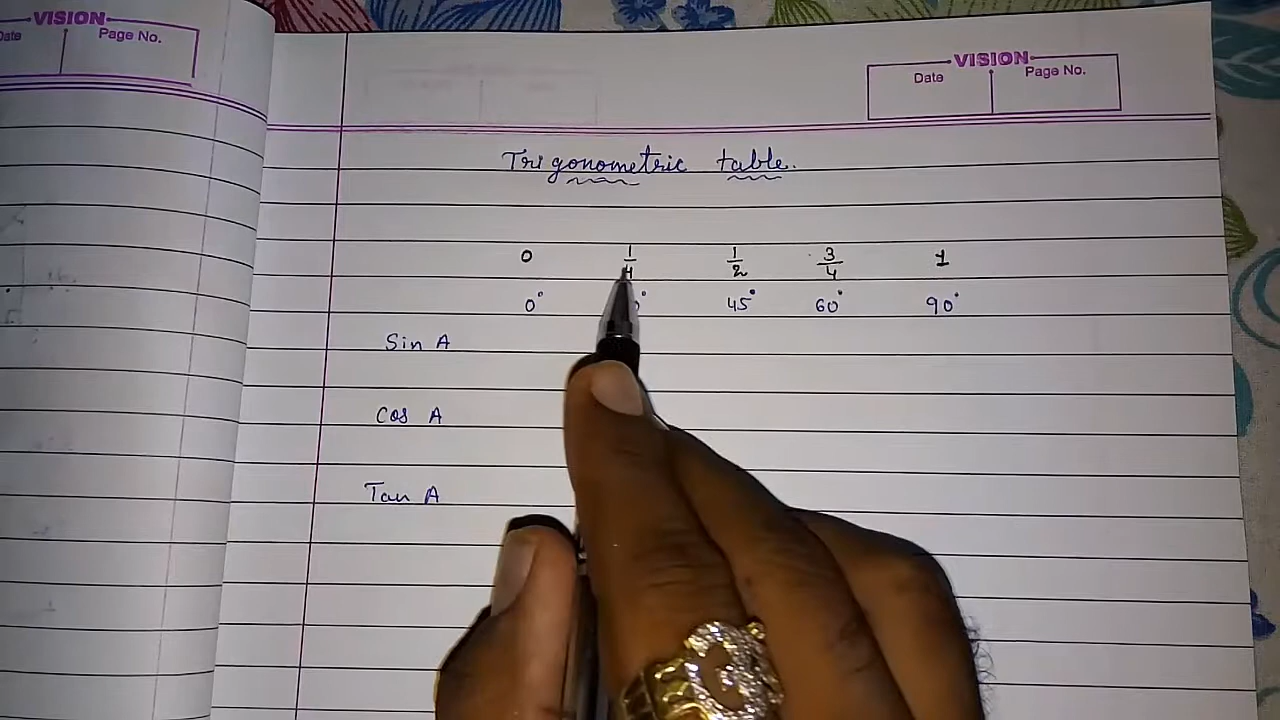 VISION
Date Page No.
VISION
Date Page No.
Trigonometric table.
0 1/4 1/2 3/4 1
0° 45° 60° 90°
Sin A
Cos A
Tan A